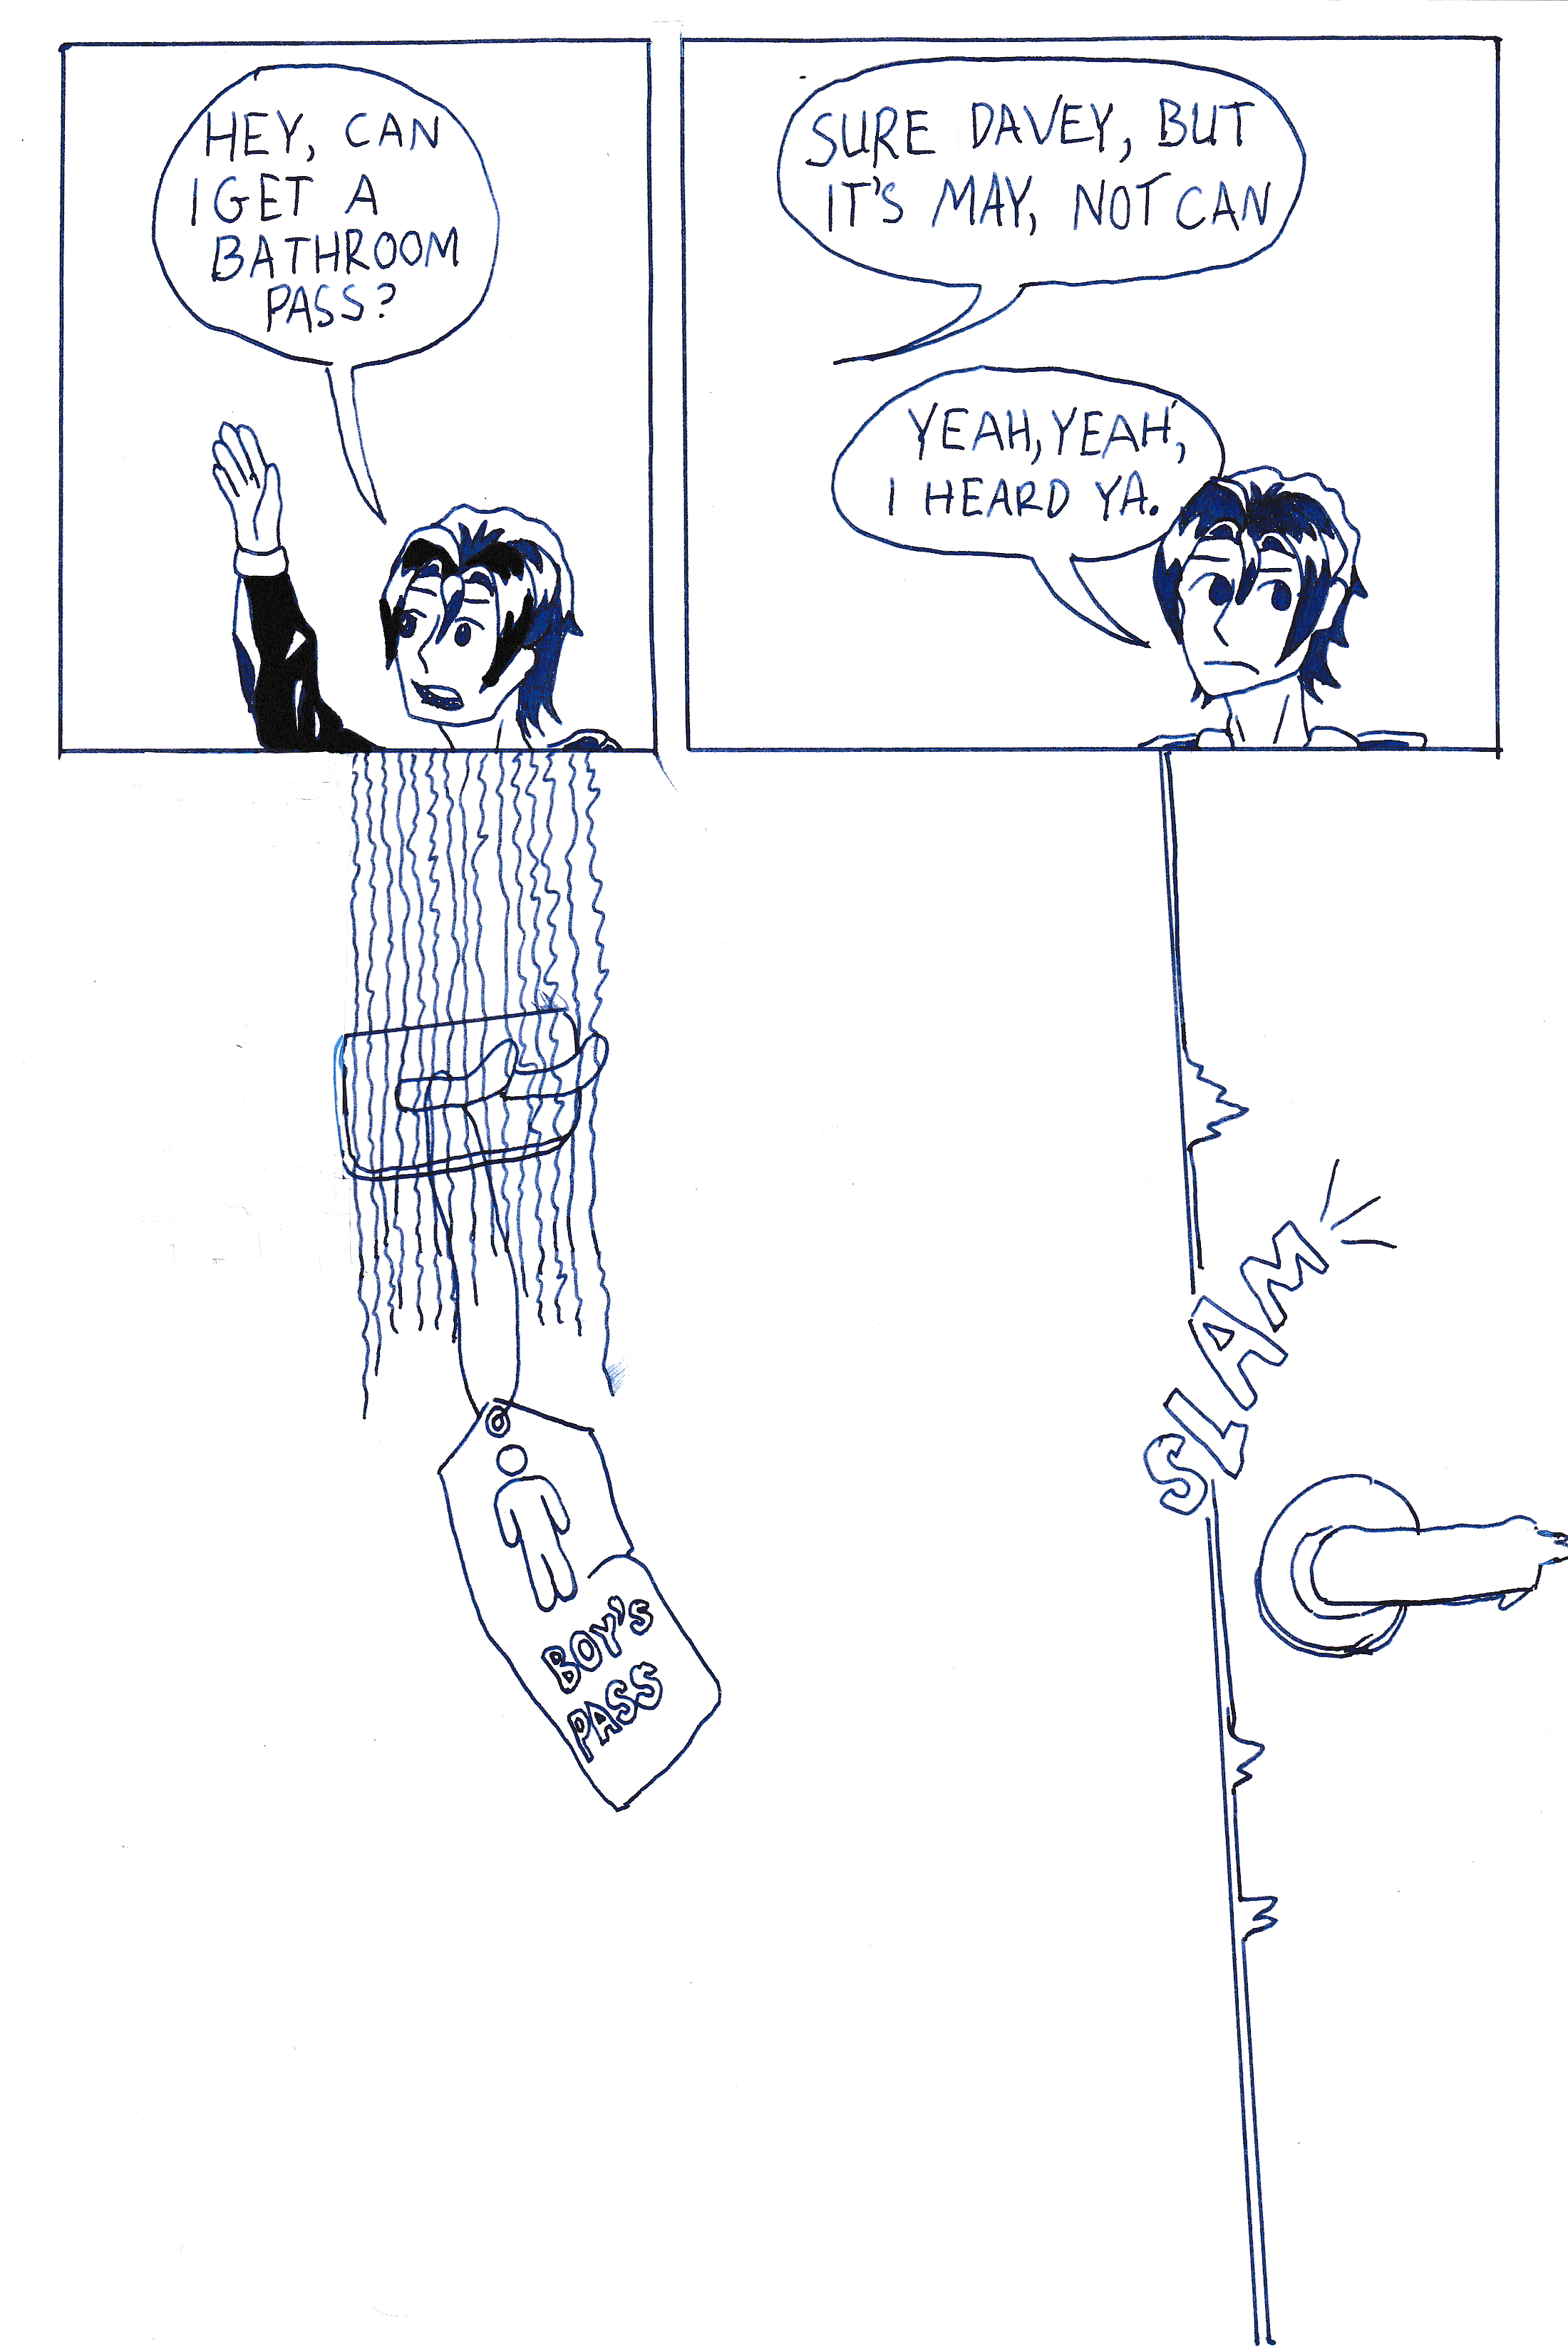 HEY, CAN
I GET A
BATHROOM
PASS?
SURE DAVEY, BUT
IT'S MAY, NOT CAN
YEAH, YEAH,
I HEARD YA.
SLAM
BOY'S
PASS